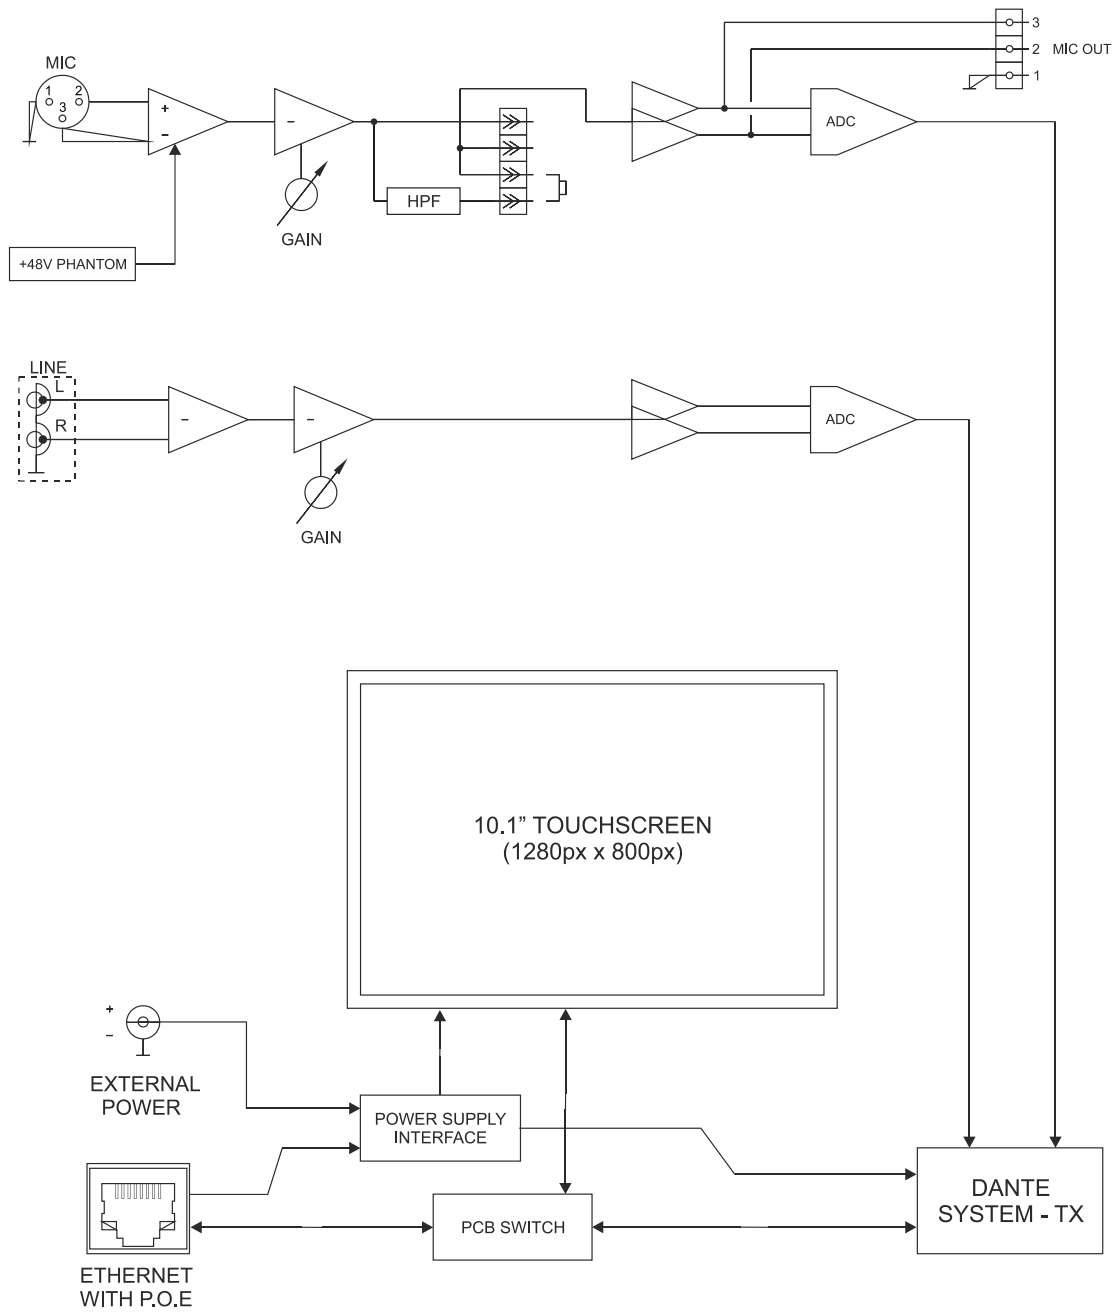 3
2 MIC OUT
1
MIC
1 2
3
+
−
−
ADC
HPF
GAIN
+48V PHANTOM
LINE
L
R
−
−
ADC
GAIN
10.1” TOUCHSCREEN
(1280px x 800px)
+
−
EXTERNAL
POWER
POWER SUPPLY
INTERFACE
DANTE
SYSTEM - TX
PCB SWITCH
ETHERNET
WITH P.O.E